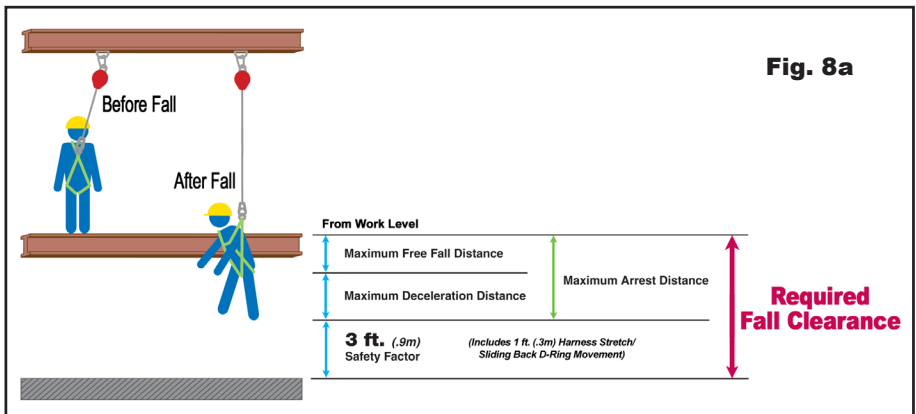 Fig. 8a
Before Fall
After Fall
From Work Level
Maximum Free Fall Distance
Maximum Arrest Distance
Maximum Deceleration Distance
Required
Fall Clearance
3 ft. (.9m)
Safety Factor
(Includes 1 ft. (.3m) Harness Stretch/
Sliding Back D-Ring Movement)